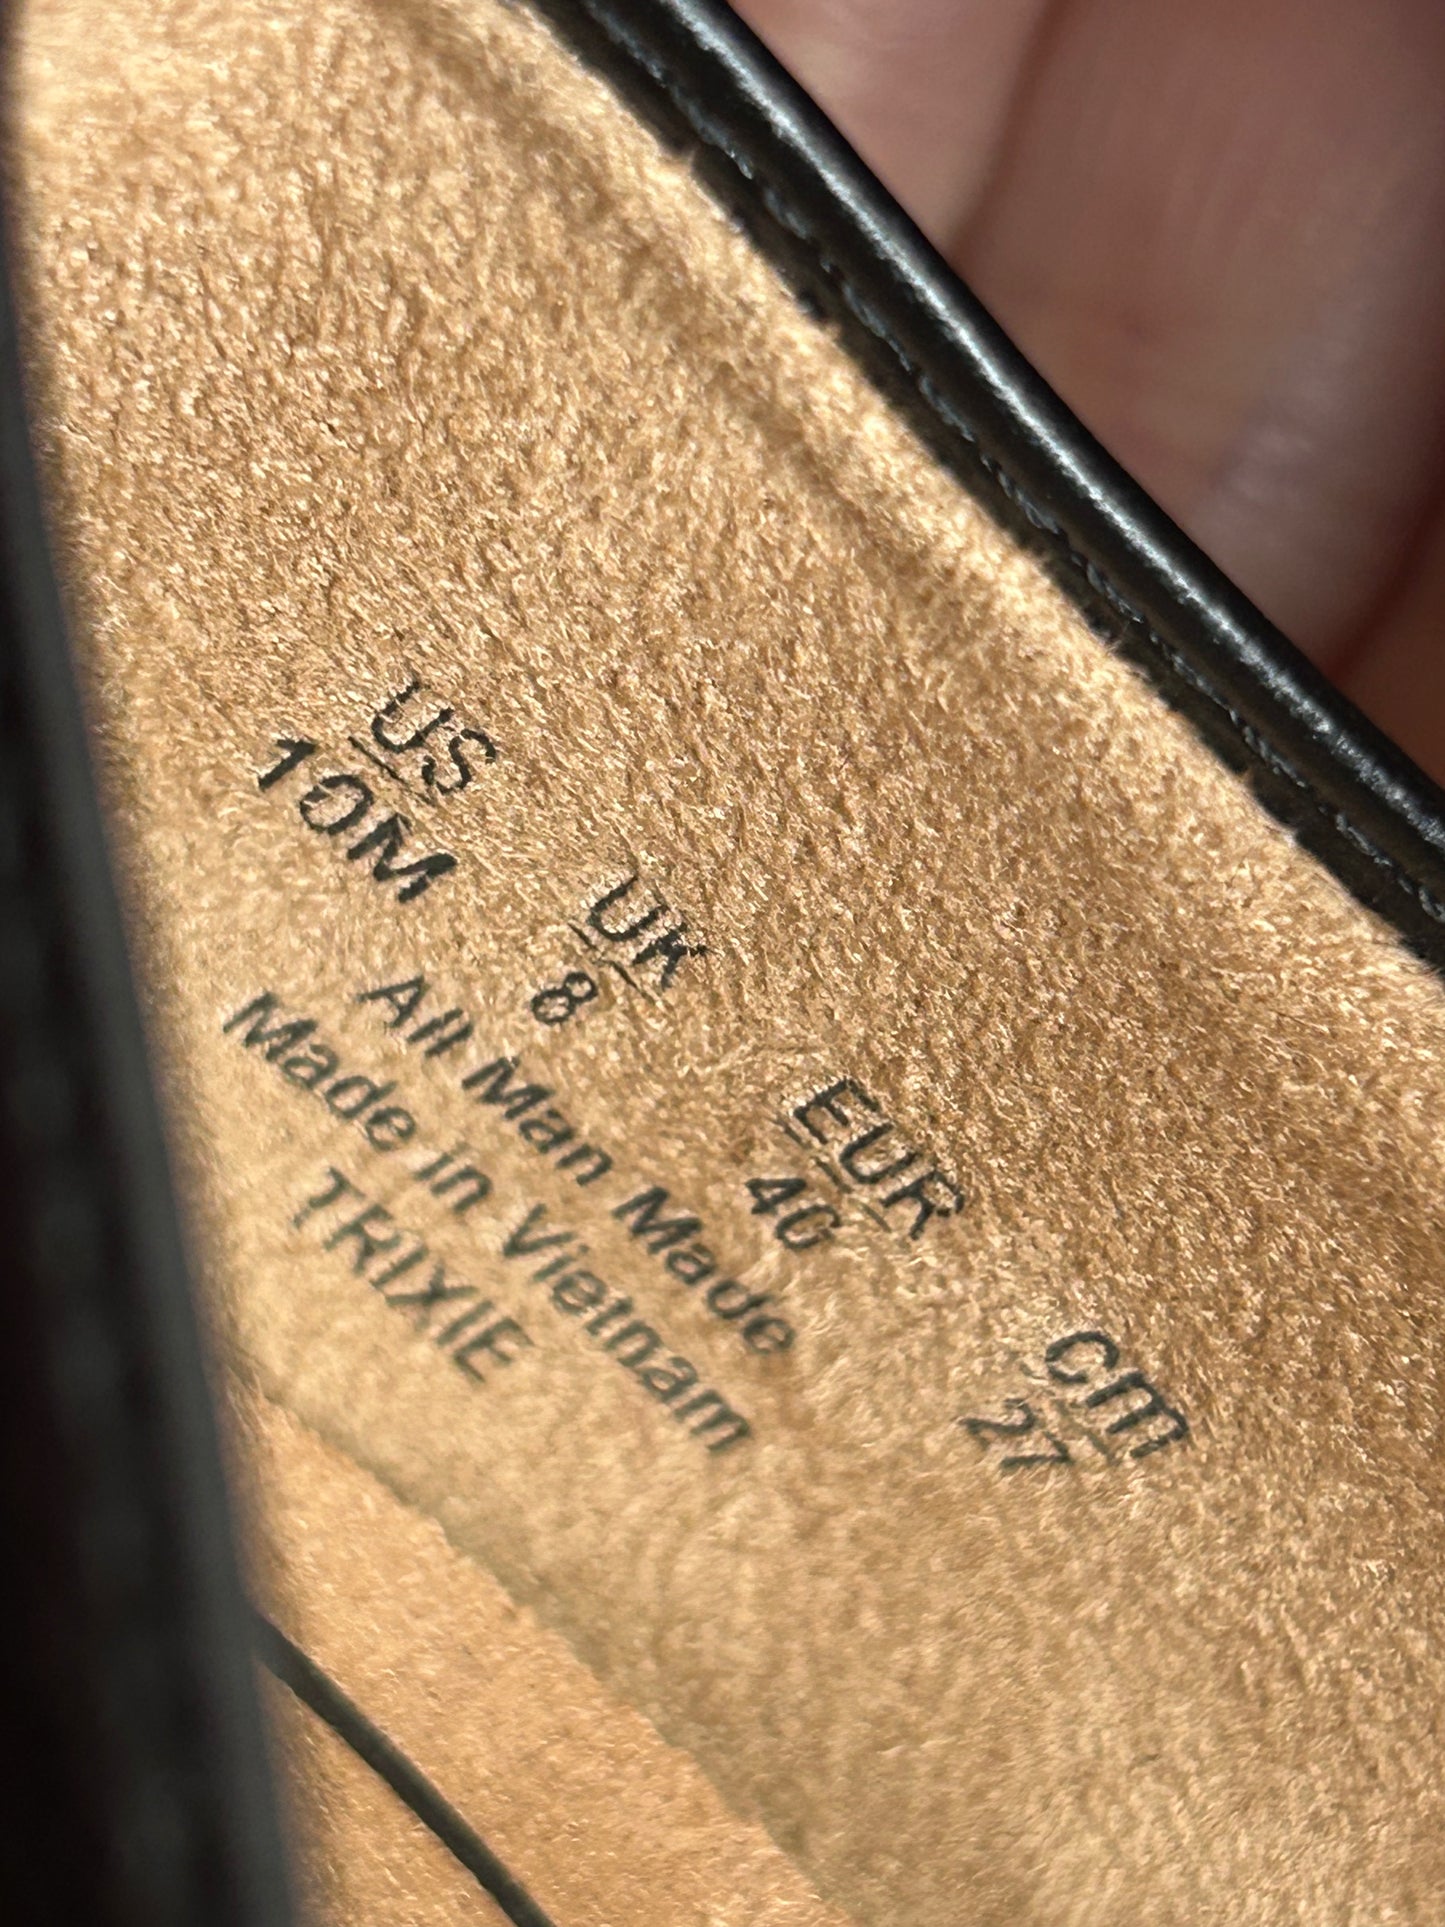 US UK EUR cm
10M 8 40 27
All Man Made
Made in Vietnam
TRIXIE